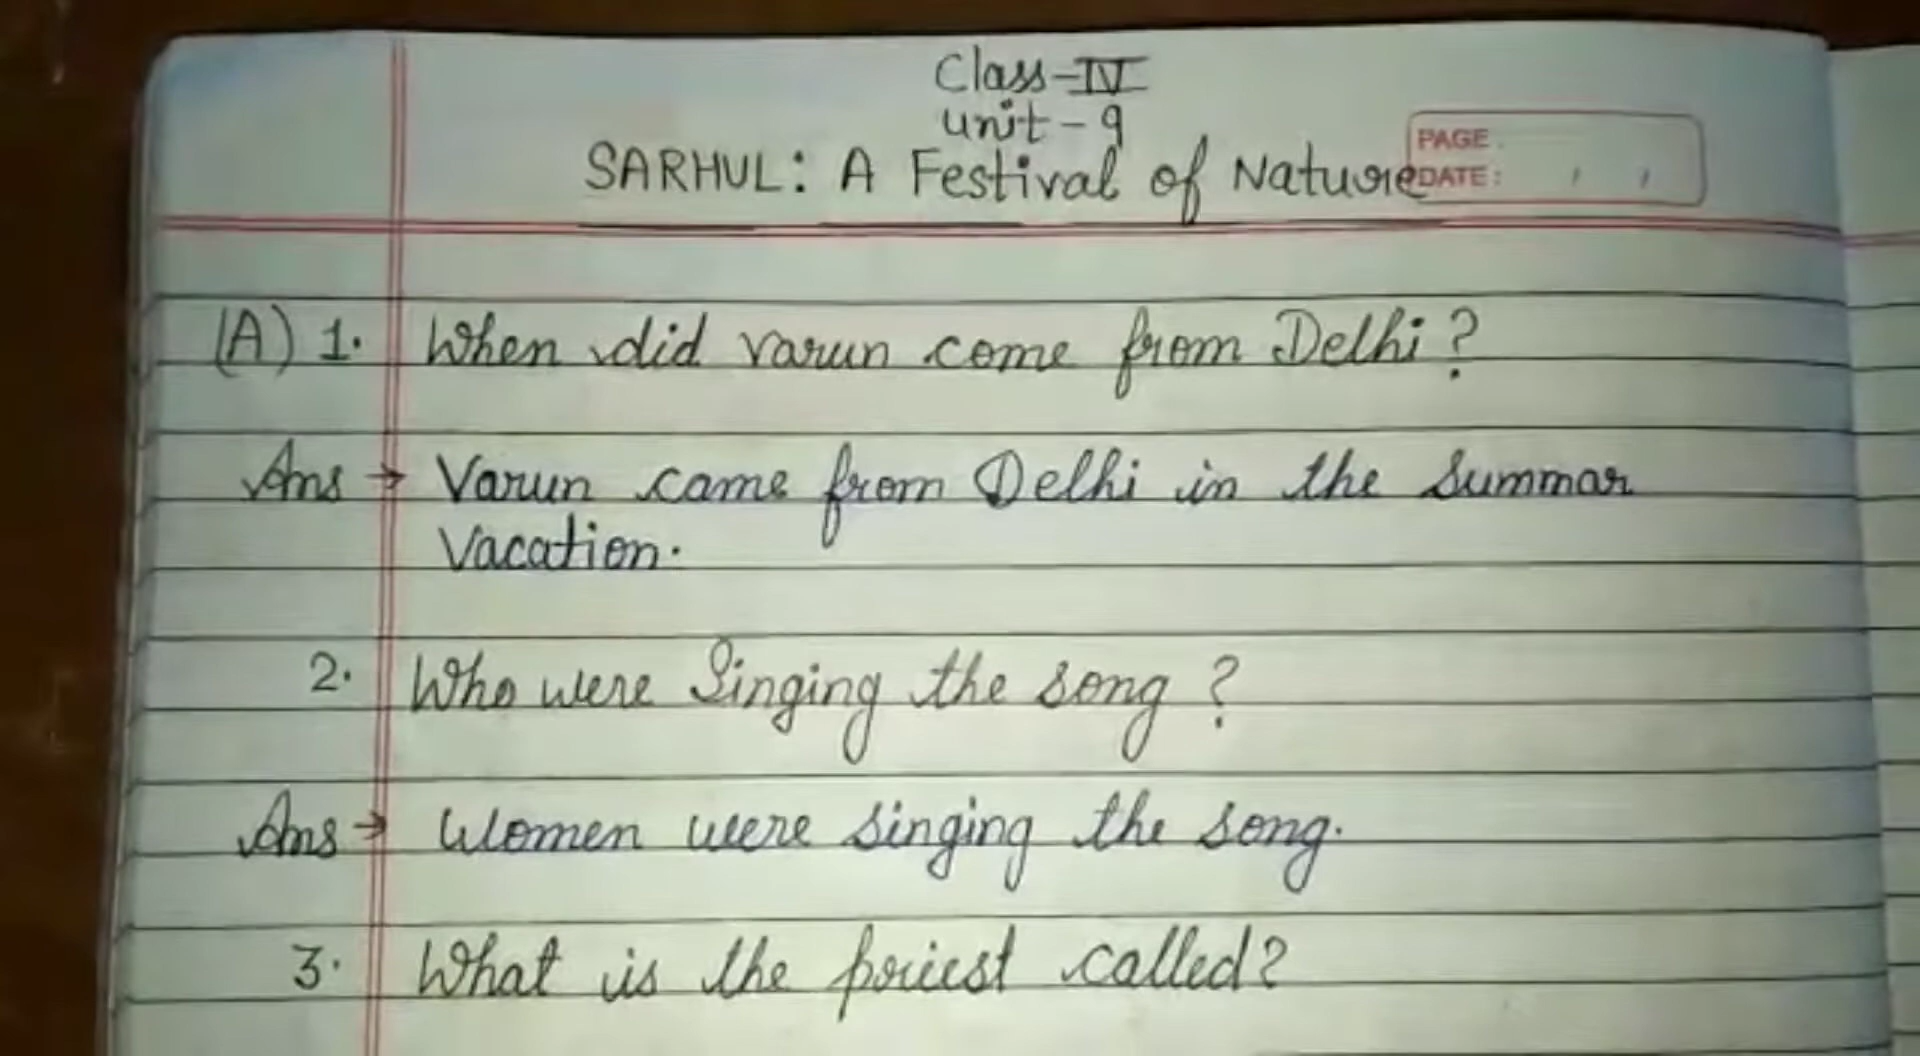 Class-IV
Unit-9
SARHUL: A Festival of Nature
PAGE
DATE: / /
(A) 1. When did varun come from Delhi?
Ans → Varun came from Delhi in the Summar
Vacation.
2. Who were Singing the song?
Ans → Women were singing the song.
3. What is the priest called?